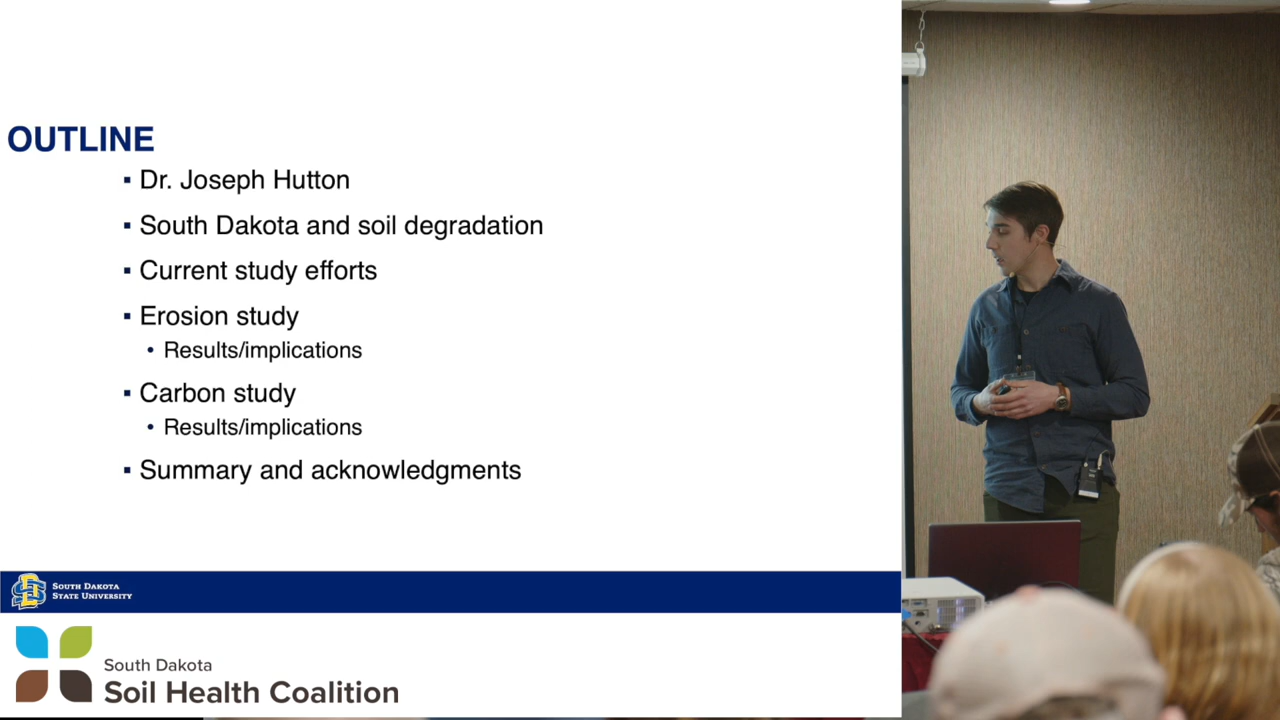 OUTLINE
▪ Dr. Joseph Hutton
▪ South Dakota and soil degradation
▪ Current study efforts
▪ Erosion study
• Results/implications
▪ Carbon study
• Results/implications
▪ Summary and acknowledgments
SOUTH DAKOTA
STATE UNIVERSITY
South Dakota
Soil Health Coalition